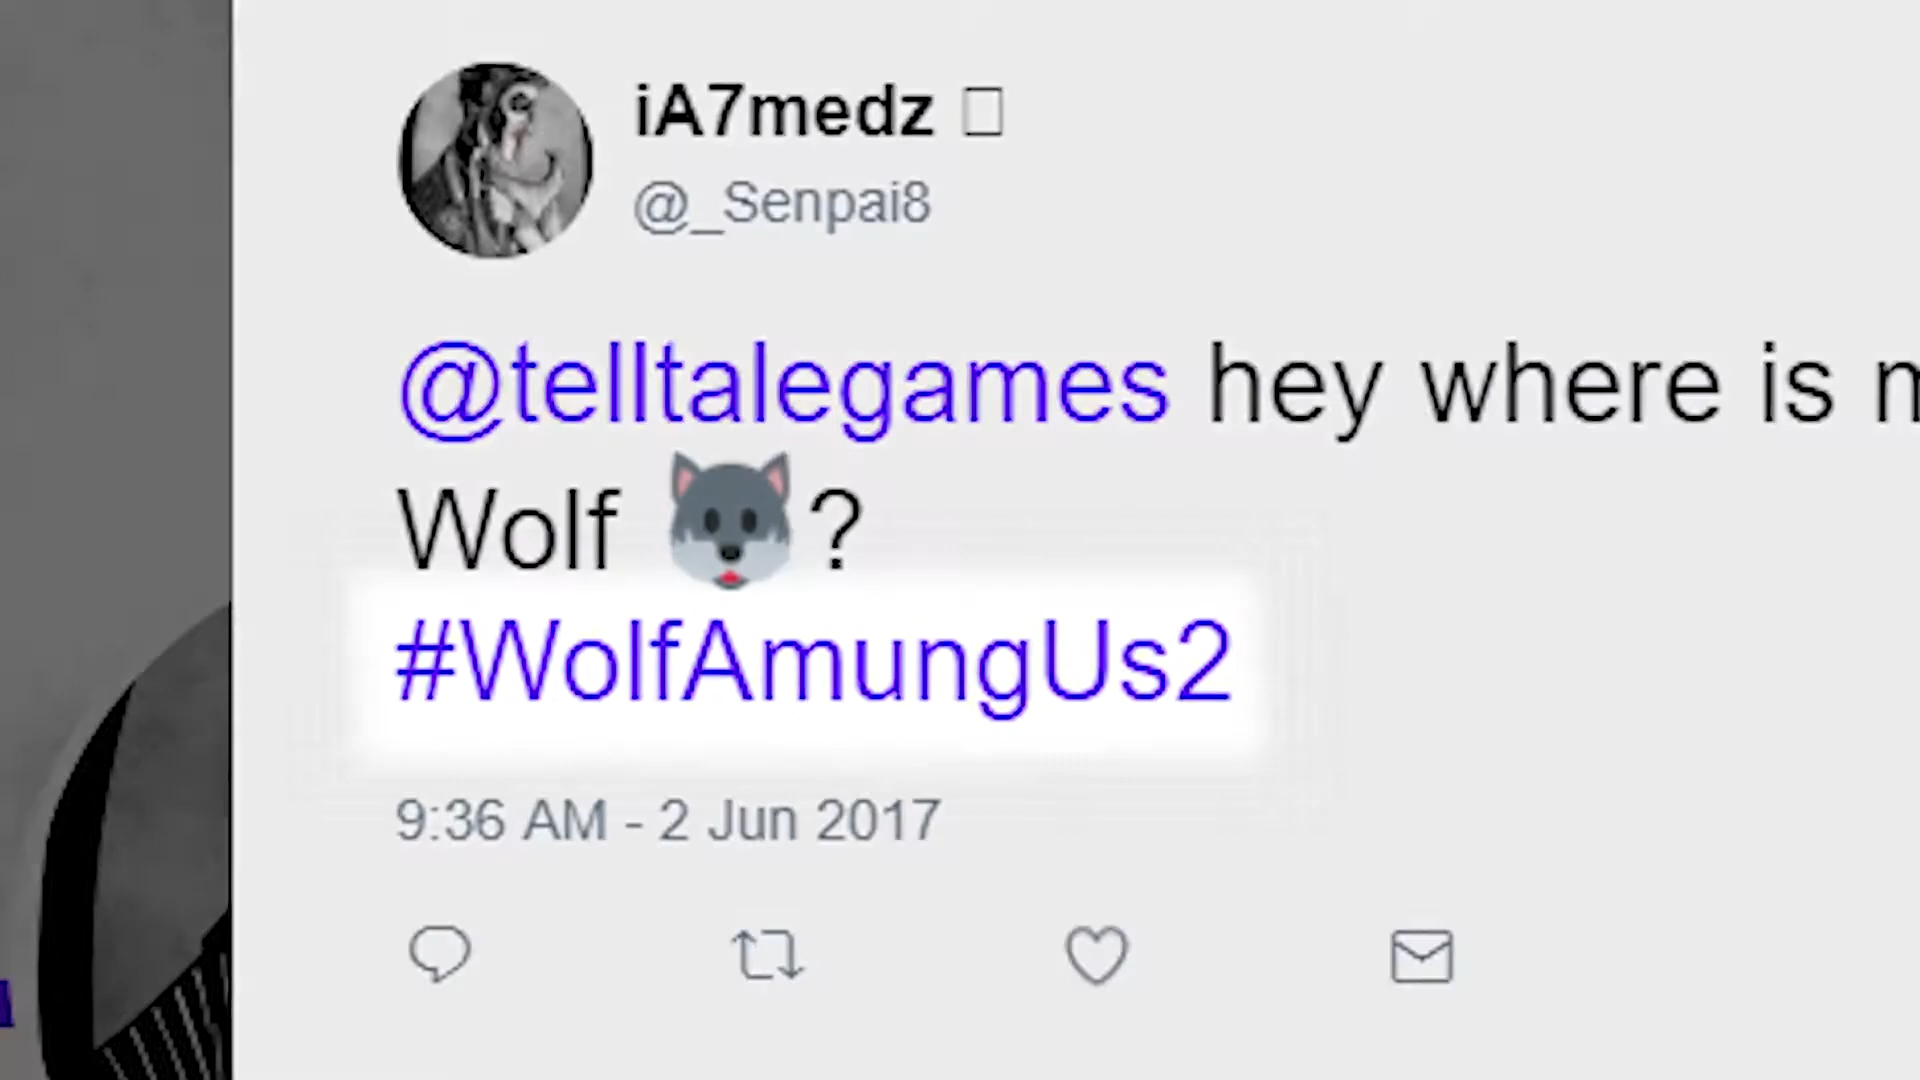 iA7medz
@_Senpai8
@telltalegames hey where is
Wolf 🐺?
#WolfAmungUs2
9:36 AM - 2 Jun 2017